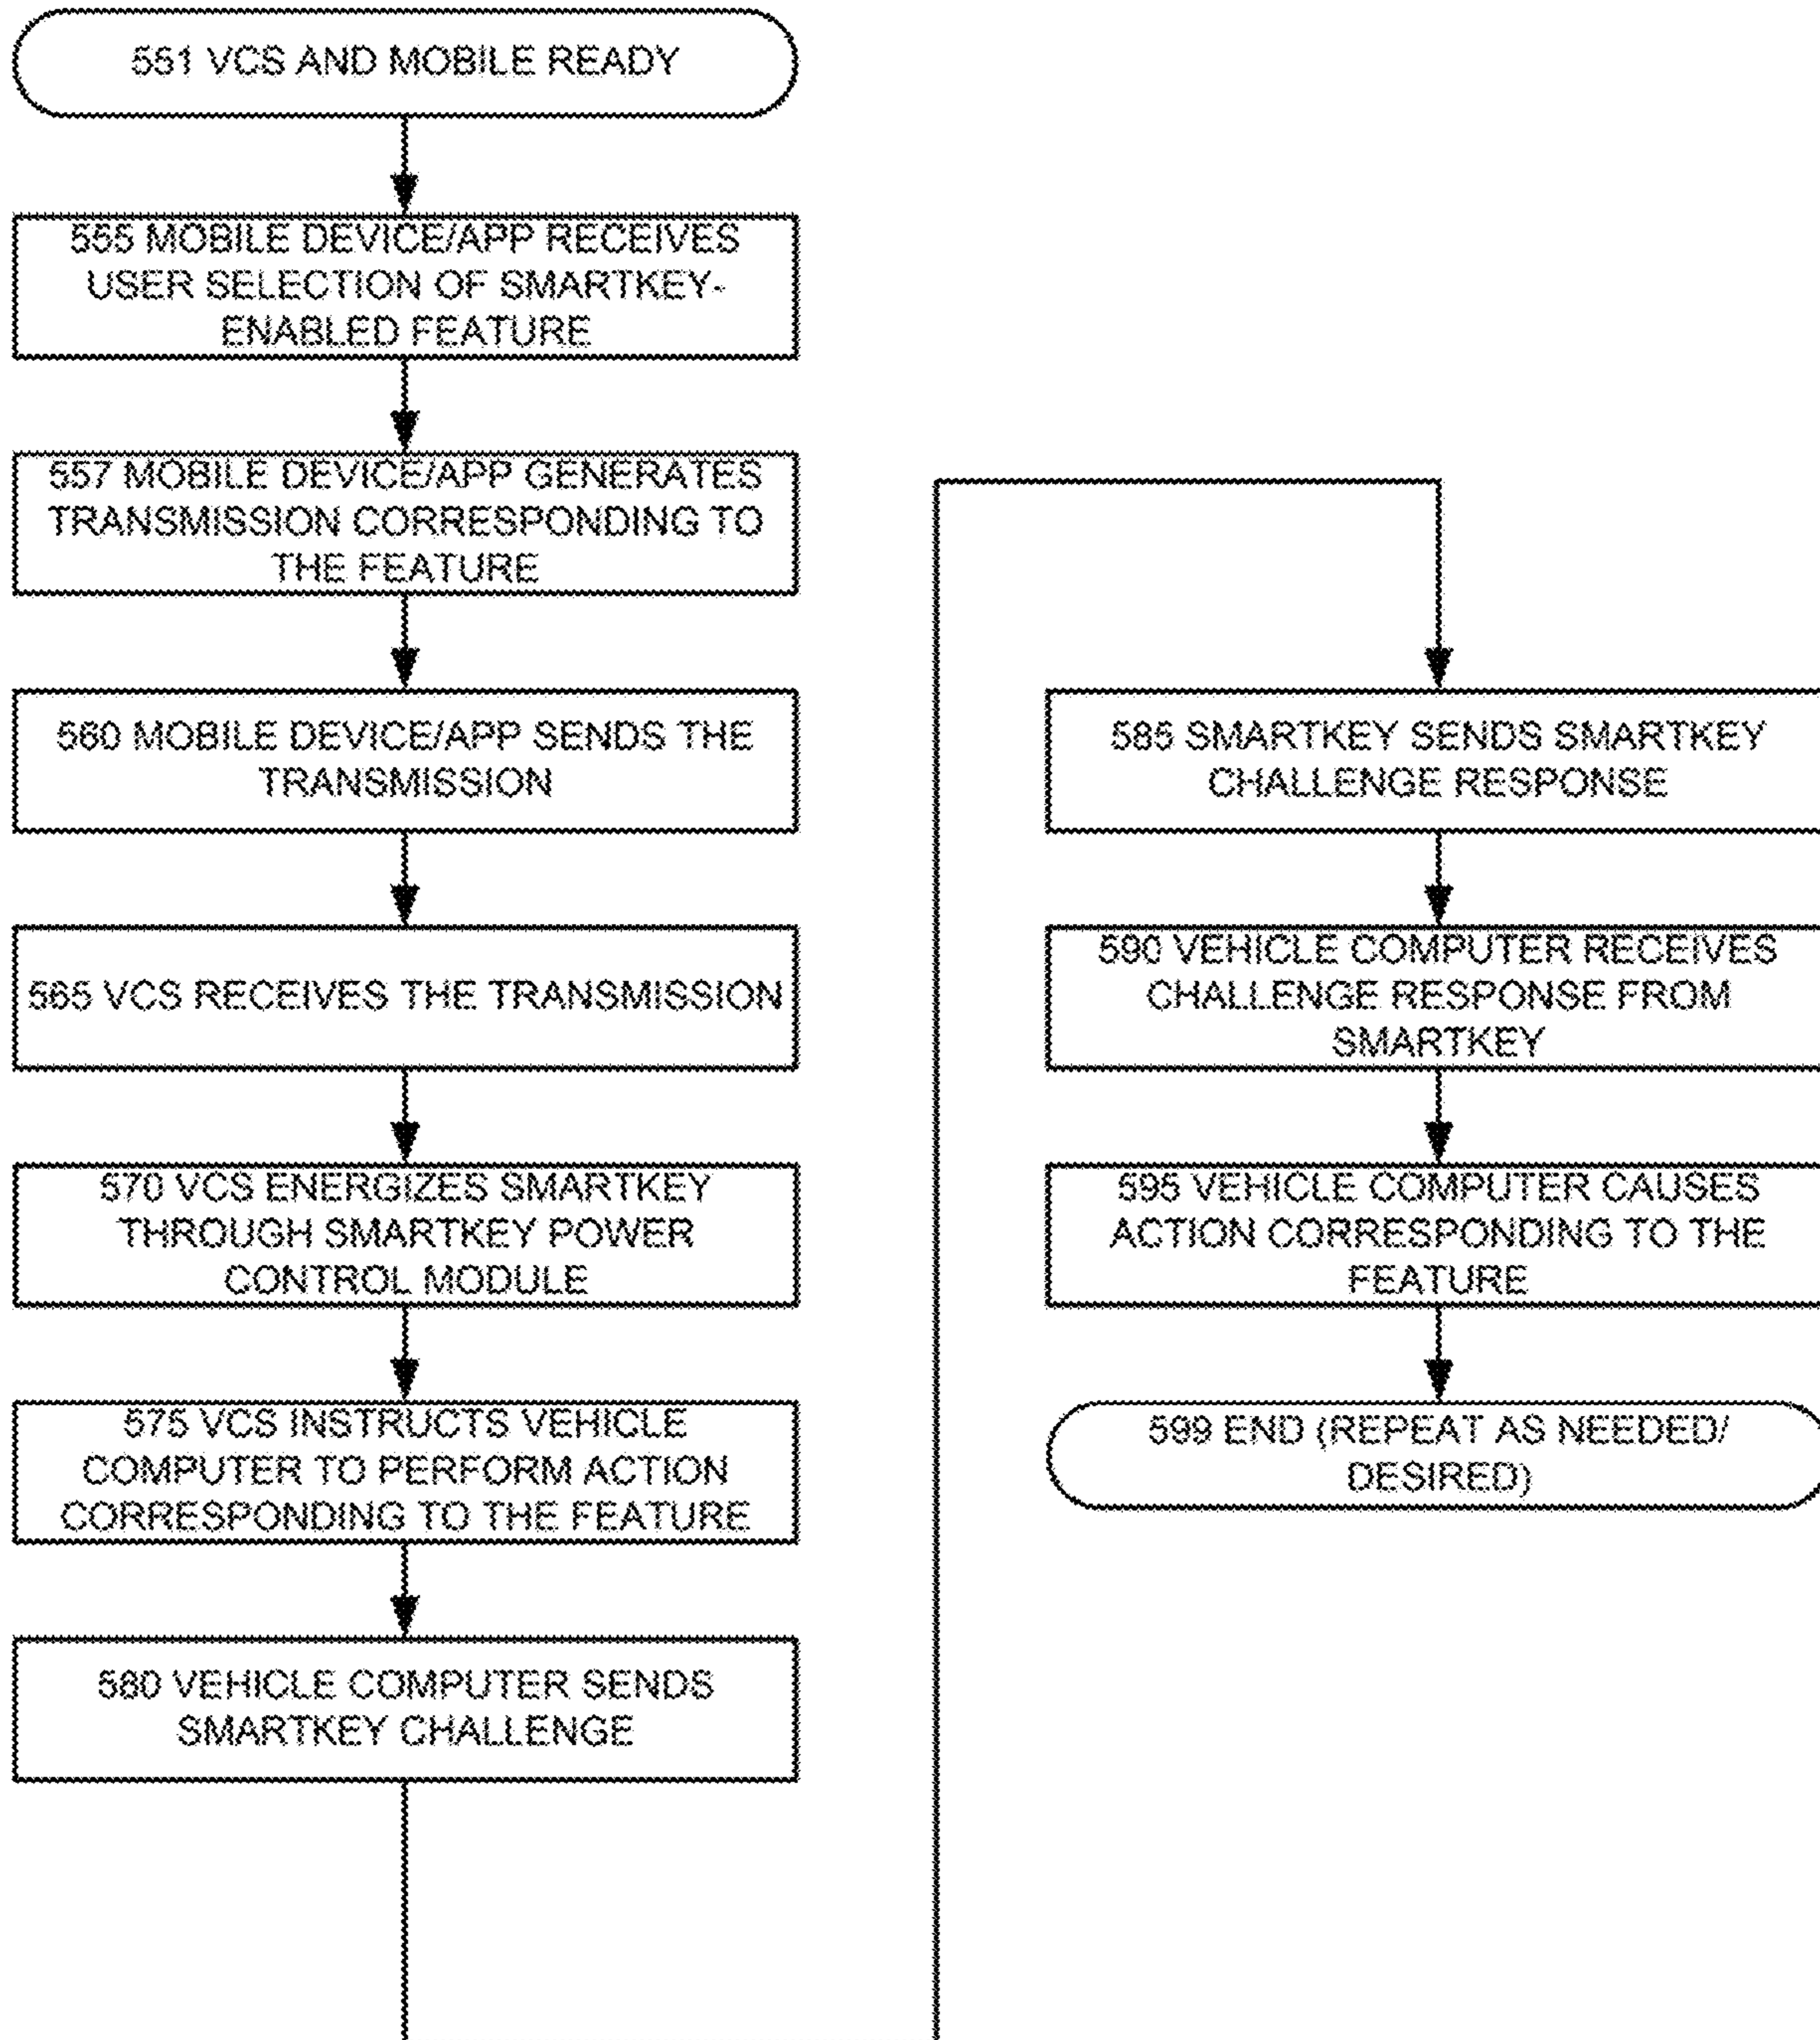 551 VCS AND MOBILE READY
555 MOBILE DEVICE/APP RECEIVES
USER SELECTION OF SMARTKEY-
ENABLED FEATURE
557 MOBILE DEVICE/APP GENERATES
TRANSMISSION CORRESPONDING TO
THE FEATURE
560 MOBILE DEVICE/APP SENDS THE
TRANSMISSION
565 VCS RECEIVES THE TRANSMISSION
570 VCS ENERGIZES SMARTKEY
THROUGH SMARTKEY POWER
CONTROL MODULE
575 VCS INSTRUCTS VEHICLE
COMPUTER TO PERFORM ACTION
CORRESPONDING TO THE FEATURE
580 VEHICLE COMPUTER SENDS
SMARTKEY CHALLENGE
585 SMARTKEY SENDS SMARTKEY
CHALLENGE RESPONSE
590 VEHICLE COMPUTER RECEIVES
CHALLENGE RESPONSE FROM
SMARTKEY
595 VEHICLE COMPUTER CAUSES
ACTION CORRESPONDING TO THE
FEATURE
599 END (REPEAT AS NEEDED/
DESIRED)